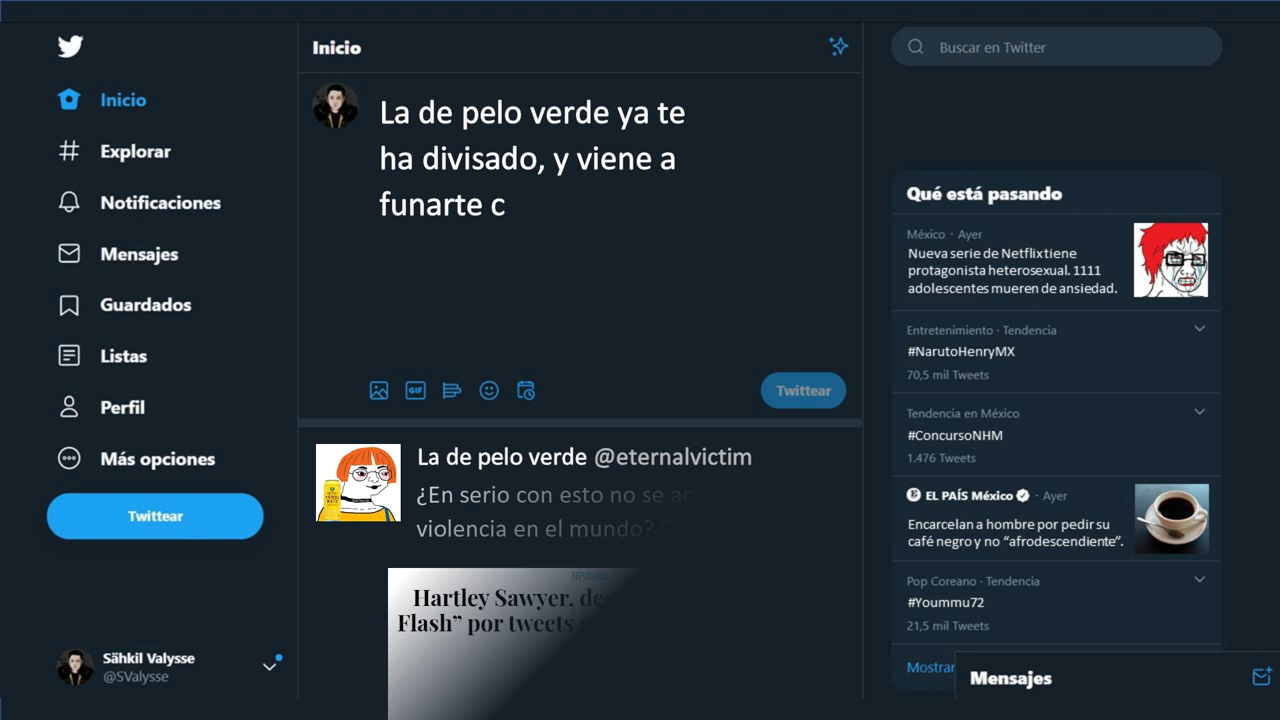 Inicio
Explorar
Notificaciones
Mensajes
Guardados
Listas
Perfil
Más opciones
Twittear
Sähkil Valysse
@SValysse
Inicio
La de pelo verde ya te
ha divisado, y viene a
funarte c
GIF
Twittear
La de pelo verde @eternalvictim
¿En serio con esto no se
violencia en el mundo?
Hartley Sawyer,
Flash” por tweets
Buscar en Twitter
Qué está pasando
México · Ayer
Nueva serie de Netflix tiene
protagonista heterosexual. 1111
adolescentes mueren de ansiedad.
Entretenimiento · Tendencia
#NarutoHenryMX
70,5 mil Tweets
Tendencia en México
#ConcursoNHM
1.476 Tweets
EL PAÍS México · Ayer
Encarcelan a hombre por pedir su
café negro y no “afrodescendiente”.
Pop Coreano · Tendencia
#Yoummu72
21,5 mil Tweets
Mostrar
Mensajes